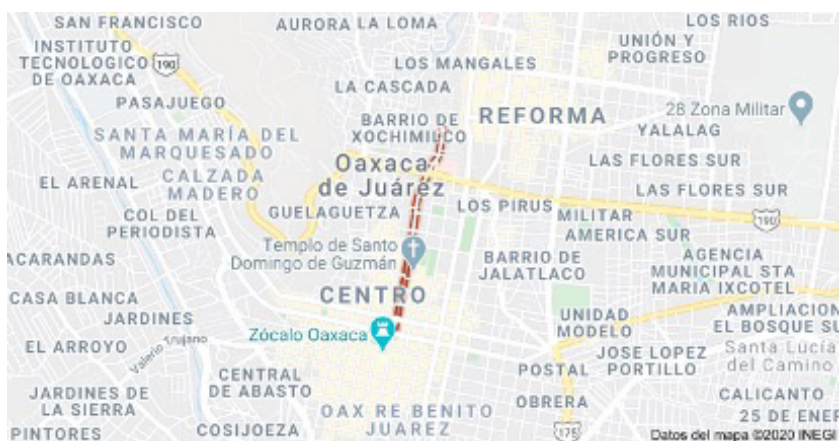 SAN FRANCISCO
AURORA
LA LOMA
LOS RIOS
INSTITUTO
TECNOLOGICO
DE OAXACA
190
UNIÓN Y
PROGRESO
LOS MANGALES
LA CASCADA
PASAJUEGO
BARRIO DE
XOCHIMILCO
REFORMA
28 Zona Militar
YALALAG
SANTA MARÍA DEL
MARQUESADO
Oaxaca
de Juárez
LAS FLORES SUR
EL ARENAL
CALZADA
MADERO
LAS FLORES SUR
COL DEL
PERIODISTA
GUELAGUETZA
LOS PIRUS
MILITAR
190
AMERICA SUR
Templo de Santo
Domingo de Guzmán
BARRIO DE
JALATLACO
AGENCIA
MUNICIPAL STA
MARIA IXCOTEL
ACARANDAS
CASA BLANCA
CENTRO
JARDINES
UNIDAD
MODELO
AMPLIACION
EL BOSQUE SU
EL ARROYO
Valerio Trujano
Zócalo Oaxaca
JOSE LOPEZ
PORTILLO
Santa Lucía
del Camino
CENTRAL
DE ABASTO
POSTAL
JARDINES DE
LA SIERRA
OBRERA
CALICANTO
OAX RE BENITO
JUAREZ
25 DE ENER
PINTORES
COSIJOEZA
175
Datos del mapa ©2020 INEGI